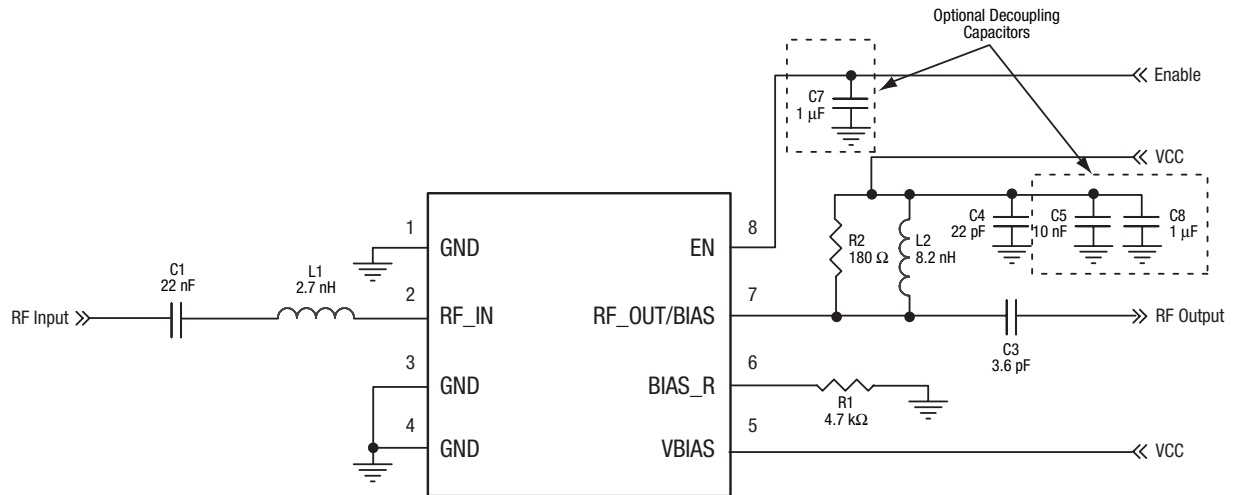 Optional Decoupling
Capacitors
Enable
C7
1 μF
VCC
8
EN
R2
180 Ω
L2
8.2 nH
C4
22 pF
C5
10 nF
C8
1 μF
1
GND
C1
22 nF
L1
2.7 nH
2
RF_IN
7
RF_OUT/BIAS
RF Input
RF Output
C3
3.6 pF
3
GND
6
BIAS_R
R1
4.7 kΩ
4
GND
5
VBIAS
VCC